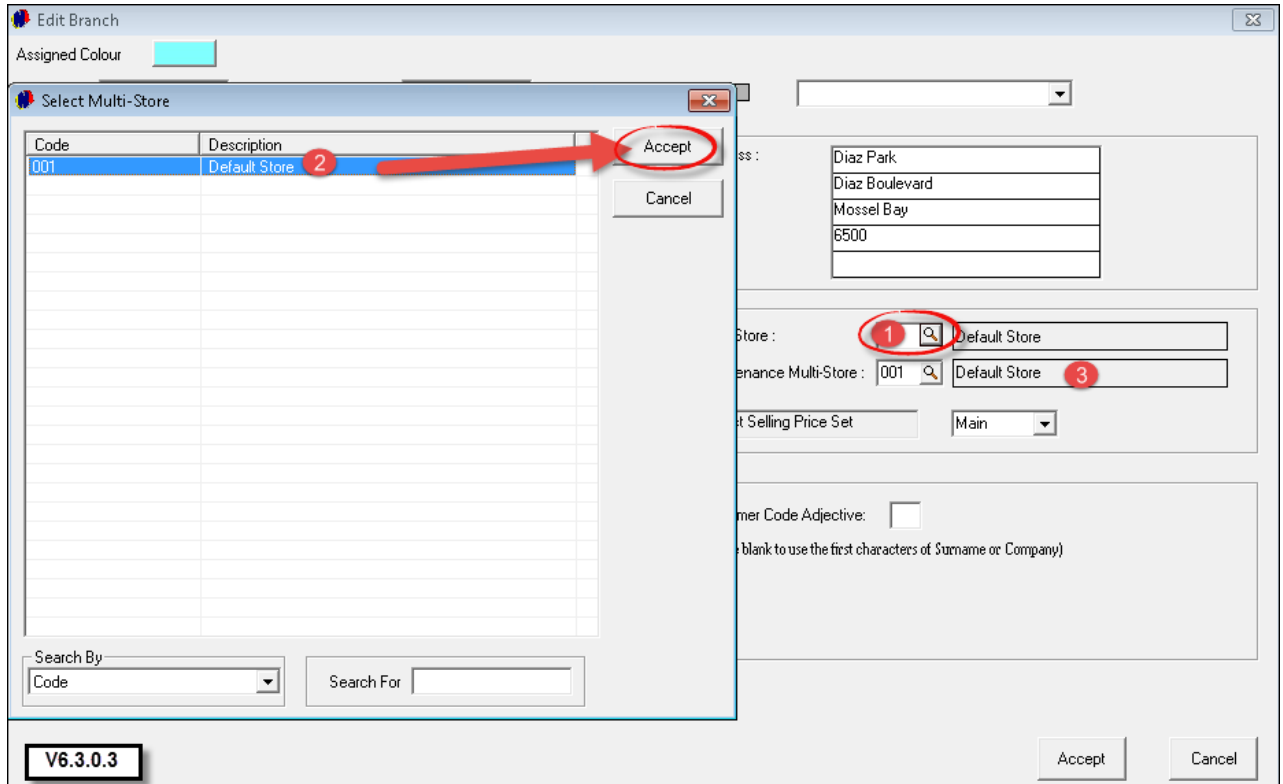 Edit Branch
Assigned Colour
Select Multi-Store
Code Description
001 Default Store 2
Accept
Cancel
ss :
Diaz Park
Diaz Boulevard
Mossel Bay
6500
Store : 1 Default Store
enance Multi-Store : 001 Default Store 3
t Selling Price Set Main
mer Code Adjective:
blank to use the first characters of Surname or Company)
Search By
Code
Search For
V6.3.0.3
Accept Cancel